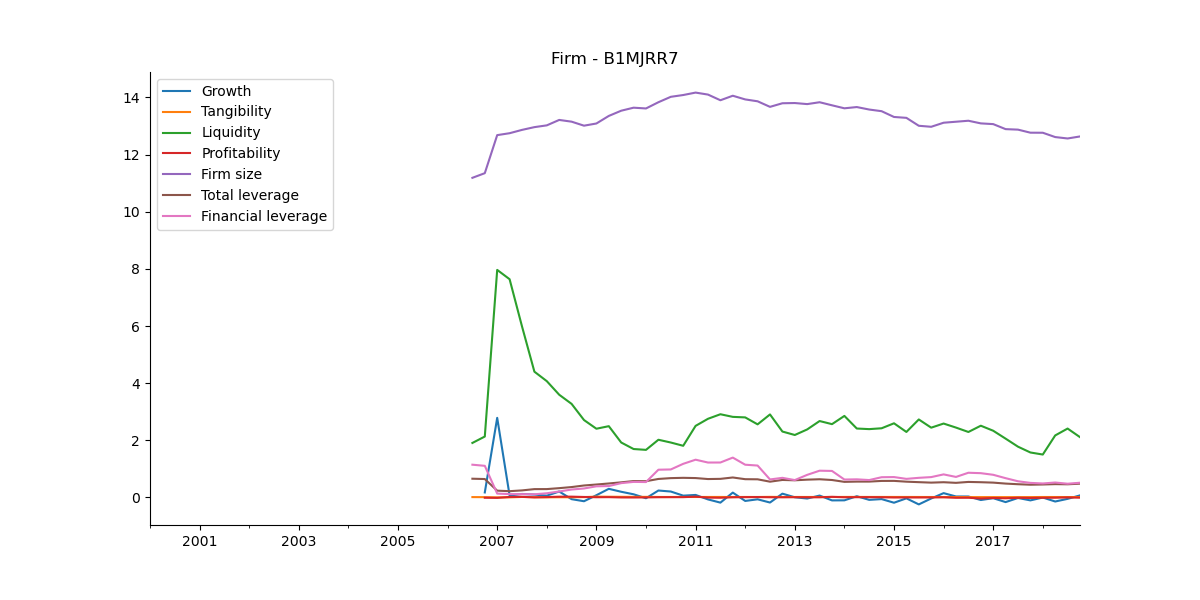 Firm - B1MJRR7
Growth
Tangibility
Liquidity
Profitability
Firm size
Total leverage
Financial leverage
14
12
10
8
6
4
2
0
2001 2003 2005 2007 2009 2011 2013 2015 2017